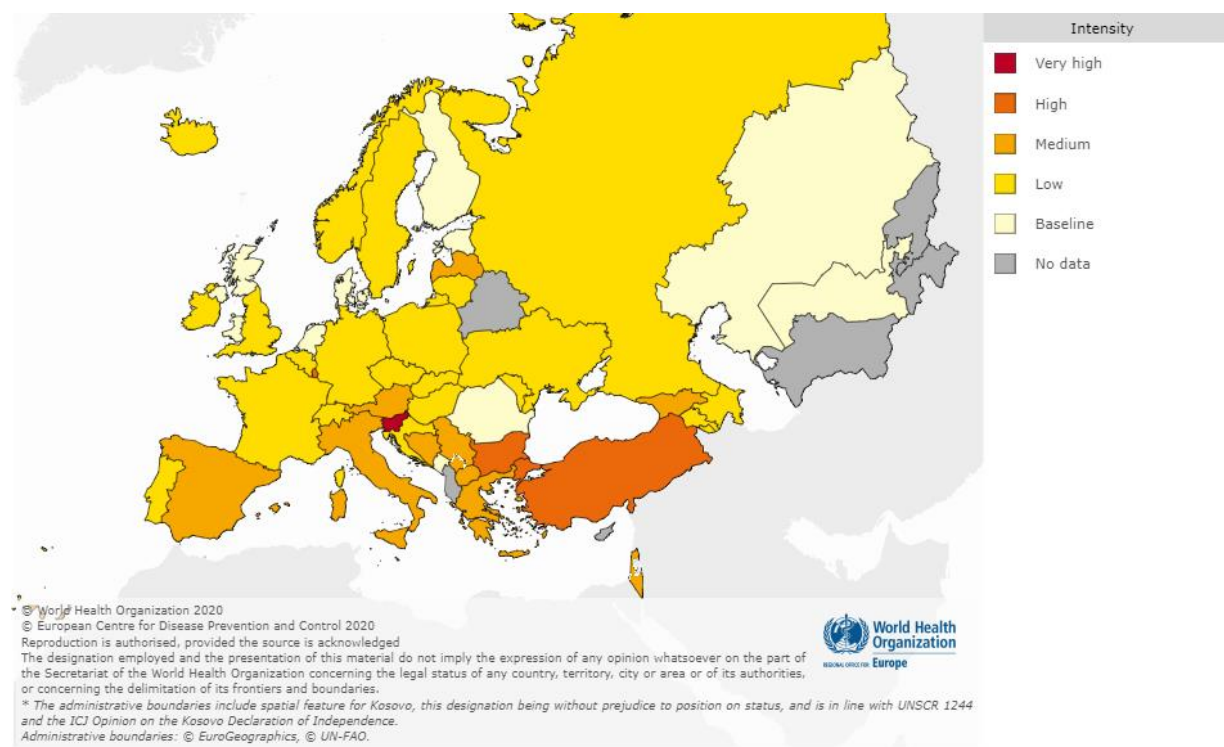 Intensity
Very high
High
Medium
Low
Baseline
No data
© World Health Organization 2020
© European Centre for Disease Prevention and Control 2020
Reproduction is authorised, provided the source is acknowledged
The designation employed and the presentation of this material do not imply the expression of any opinion whatsoever on the part of
the Secretariat of the World Health Organization concerning the legal status of any country, territory, city or area or of its authorities,
or concerning the delimitation of its frontiers and boundaries.
* The administrative boundaries include spatial feature for Kosovo, this designation being without prejudice to position on status, and is in line with UNSCR 1244
and the ICJ Opinion on the Kosovo Declaration of Independence.
Administrative boundaries: © EuroGeographics, © UN-FAO.
World Health
Organization
REGIONAL OFFICE FOR Europe